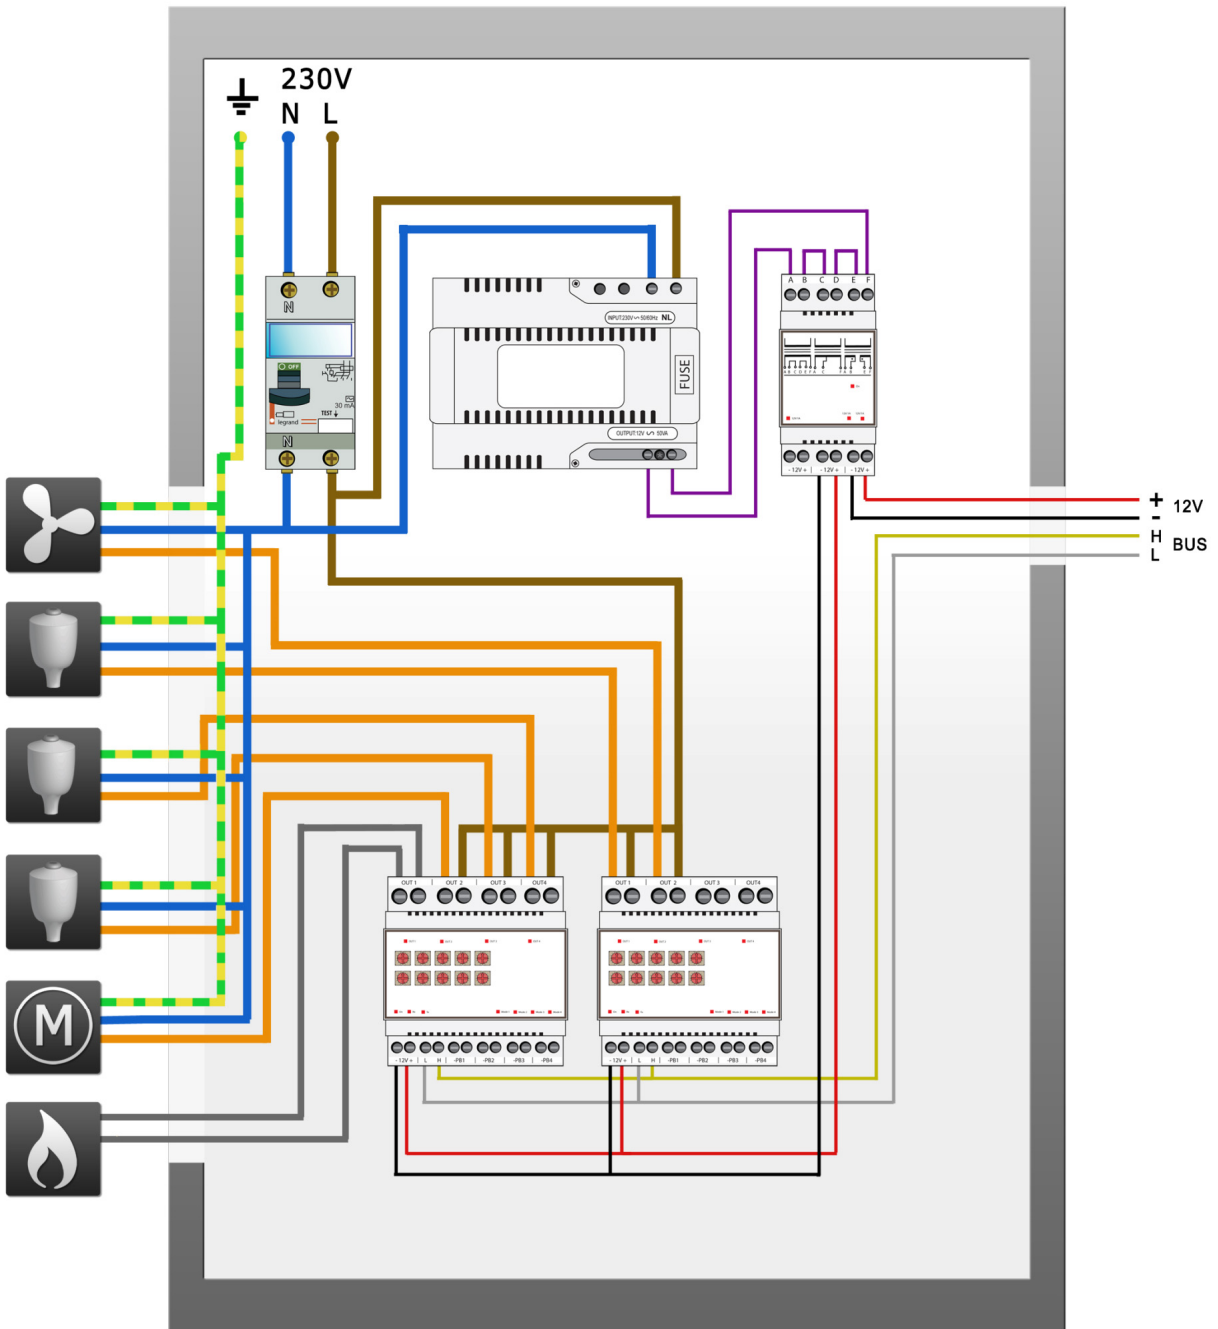 230V
N L
N
OFF
30 mA
TEST
legrand
N
INPUT:230V 50/60Hz NL
FUSE
OUTPUT:12V 50VA
A B C D E F
- 12V + - 12V + - 12V +
+ 12V
-
H BUS
L
M
OUT 1 OUT 2 OUT 3 OUT4
- 12V + L H -PB1 -PB2 -PB3 -PB4
OUT 1 OUT 2 OUT 3 OUT4
- 12V + L H -PB1 -PB2 -PB3 -PB4